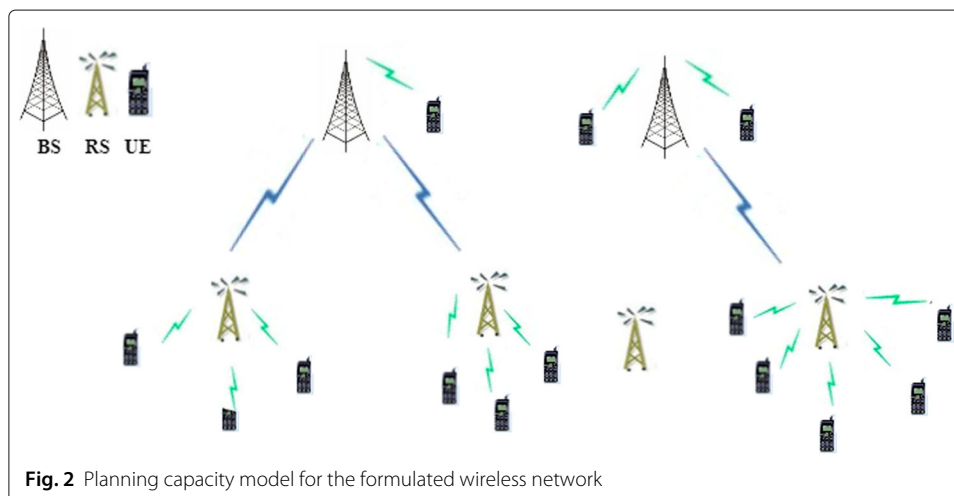 BS RS UE
Fig. 2 Planning capacity model for the formulated wireless network